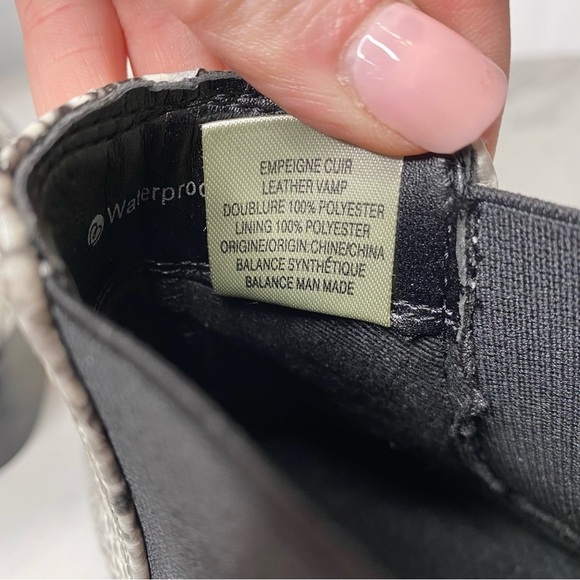 Waterproof
EMPEIGNE CUIR
LEATHER VAMP
DOUBLURE 100% POLYESTER
LINING 100% POLYESTER
ORIGINE/ORIGIN:CHINE/CHINA
BALANCE SYNTHÉTIQUE
BALANCE MAN MADE